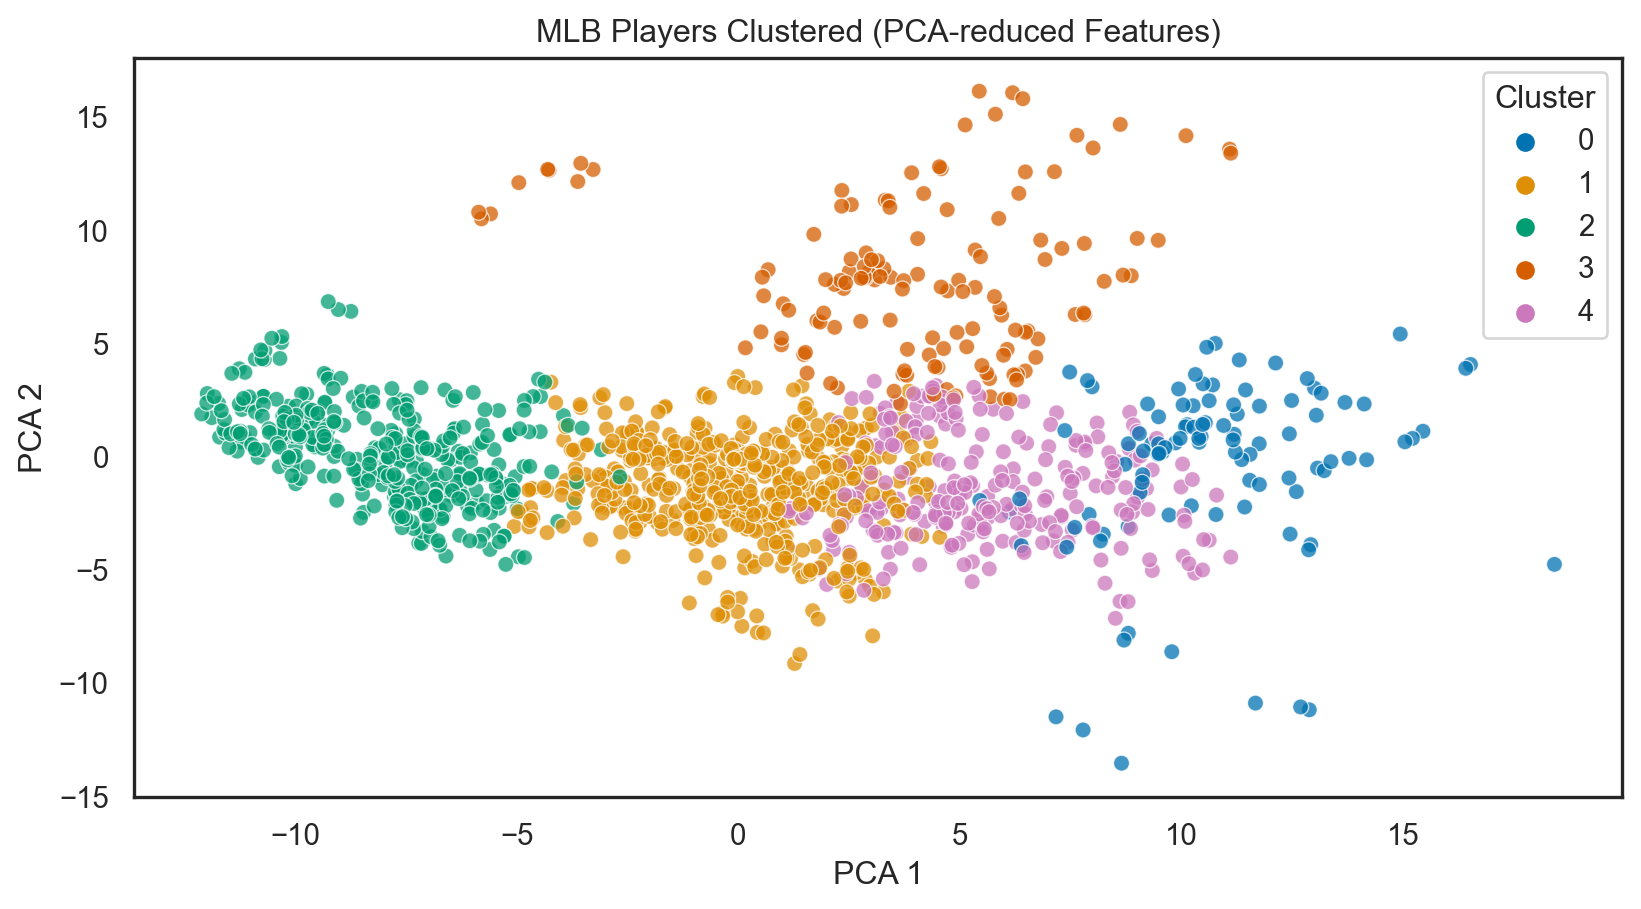 MLB Players Clustered (PCA-reduced Features)
Cluster
0
1
2
3
4
PCA 2
15
10
5
0
−5
−10
−15
−10 −5 0 5 10 15
PCA 1